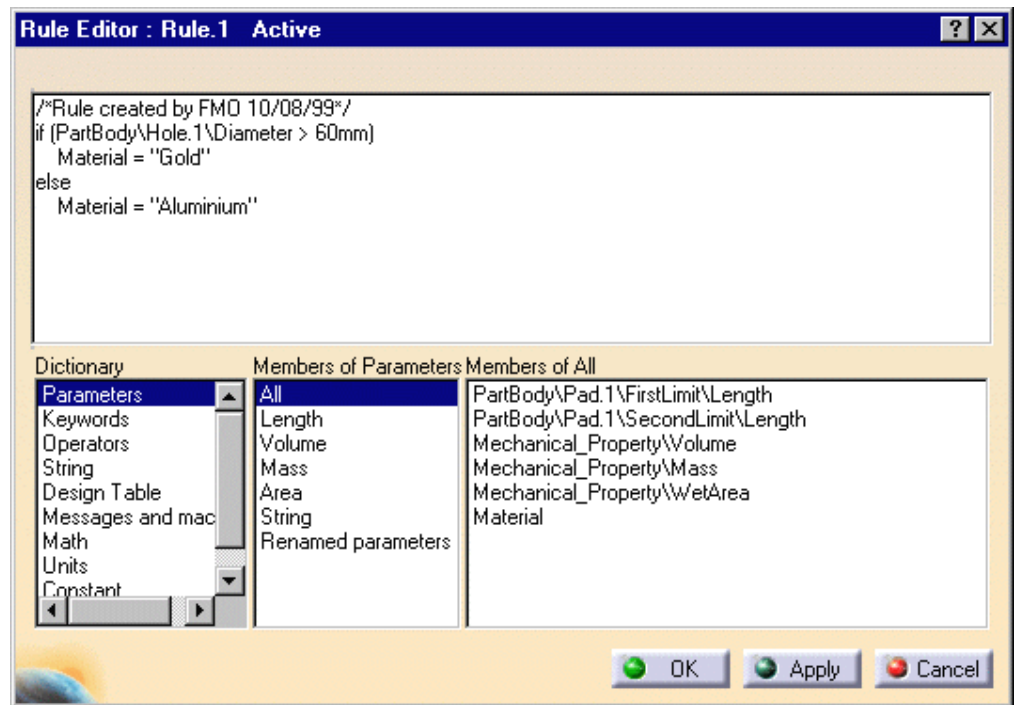 Rule Editor : Rule.1 Active
? X
/*Rule created by FMO 10/08/99*/
if (PartBody\Hole.1\Diameter > 60mm)
Material = "Gold"
else
Material = "Aluminium"
Dictionary
Parameters
Keywords
Operators
String
Design Table
Messages and mac
Math
Units
Constant
Members of Parameters
All
Length
Volume
Mass
Area
String
Renamed parameters
Members of All
PartBody\Pad.1\FirstLimit\Length
PartBody\Pad.1\SecondLimit\Length
Mechanical_Property\Volume
Mechanical_Property\Mass
Mechanical_Property\WetArea
Material
OK
Apply
Cancel